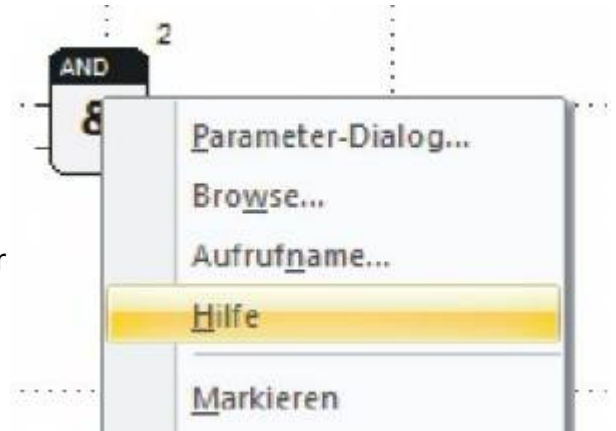 2
AND
&
Parameter-Dialog...
Browse...
Aufrufname...
r
Hilfe
Markieren